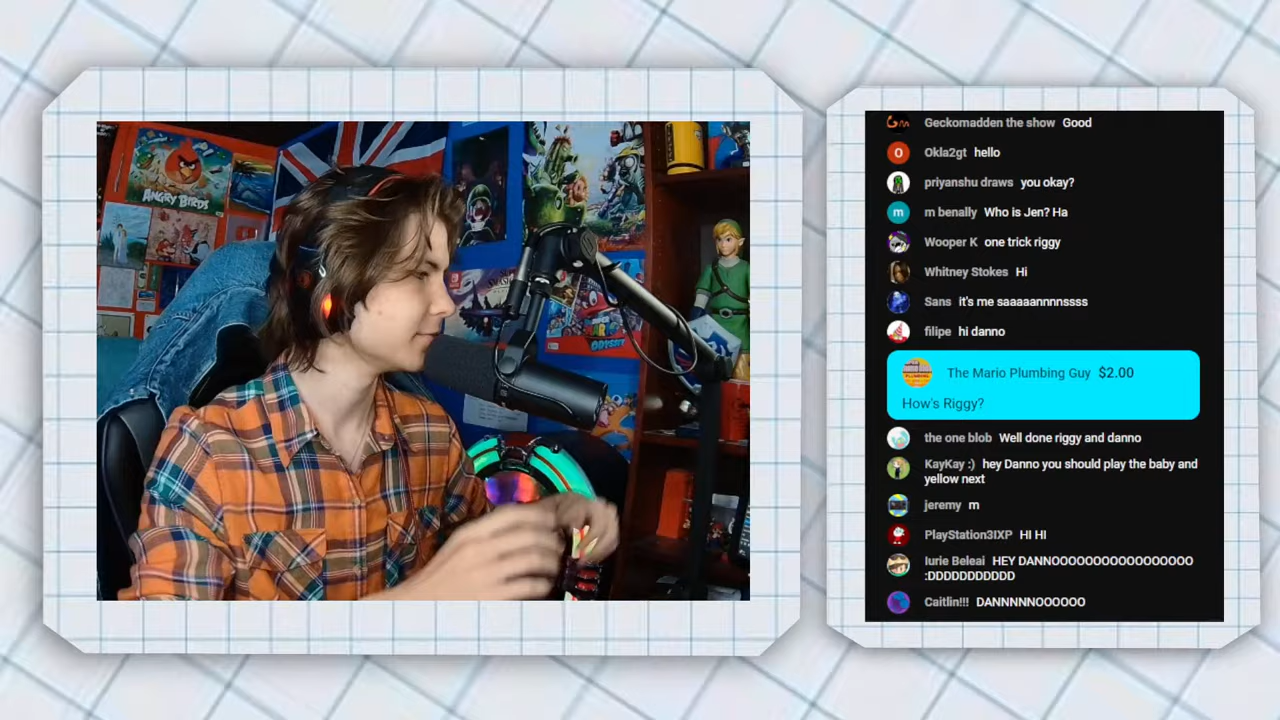 ANGRY BIRDS
ODYSSEY
Geckomadden the show Good
Okla2gt hello
priyanshu draws you okay?
m benally Who is Jen? Ha
Wooper K one trick riggy
Whitney Stokes Hi
Sans it's me saaaaannnnssss
filipe hi danno
The Mario Plumbing Guy $2.00
How's Riggy?
the one blob Well done riggy and danno
KayKay :) hey Danno you should play the baby and
yellow next
jeremy m
PlayStation3IXP HI HI
Iurie Beleai HEY DANNOOOOOOOOOOOOOOOOOO
:DDDDDDDDDDD
Caitlin!!! DANNNNNOOOOOO